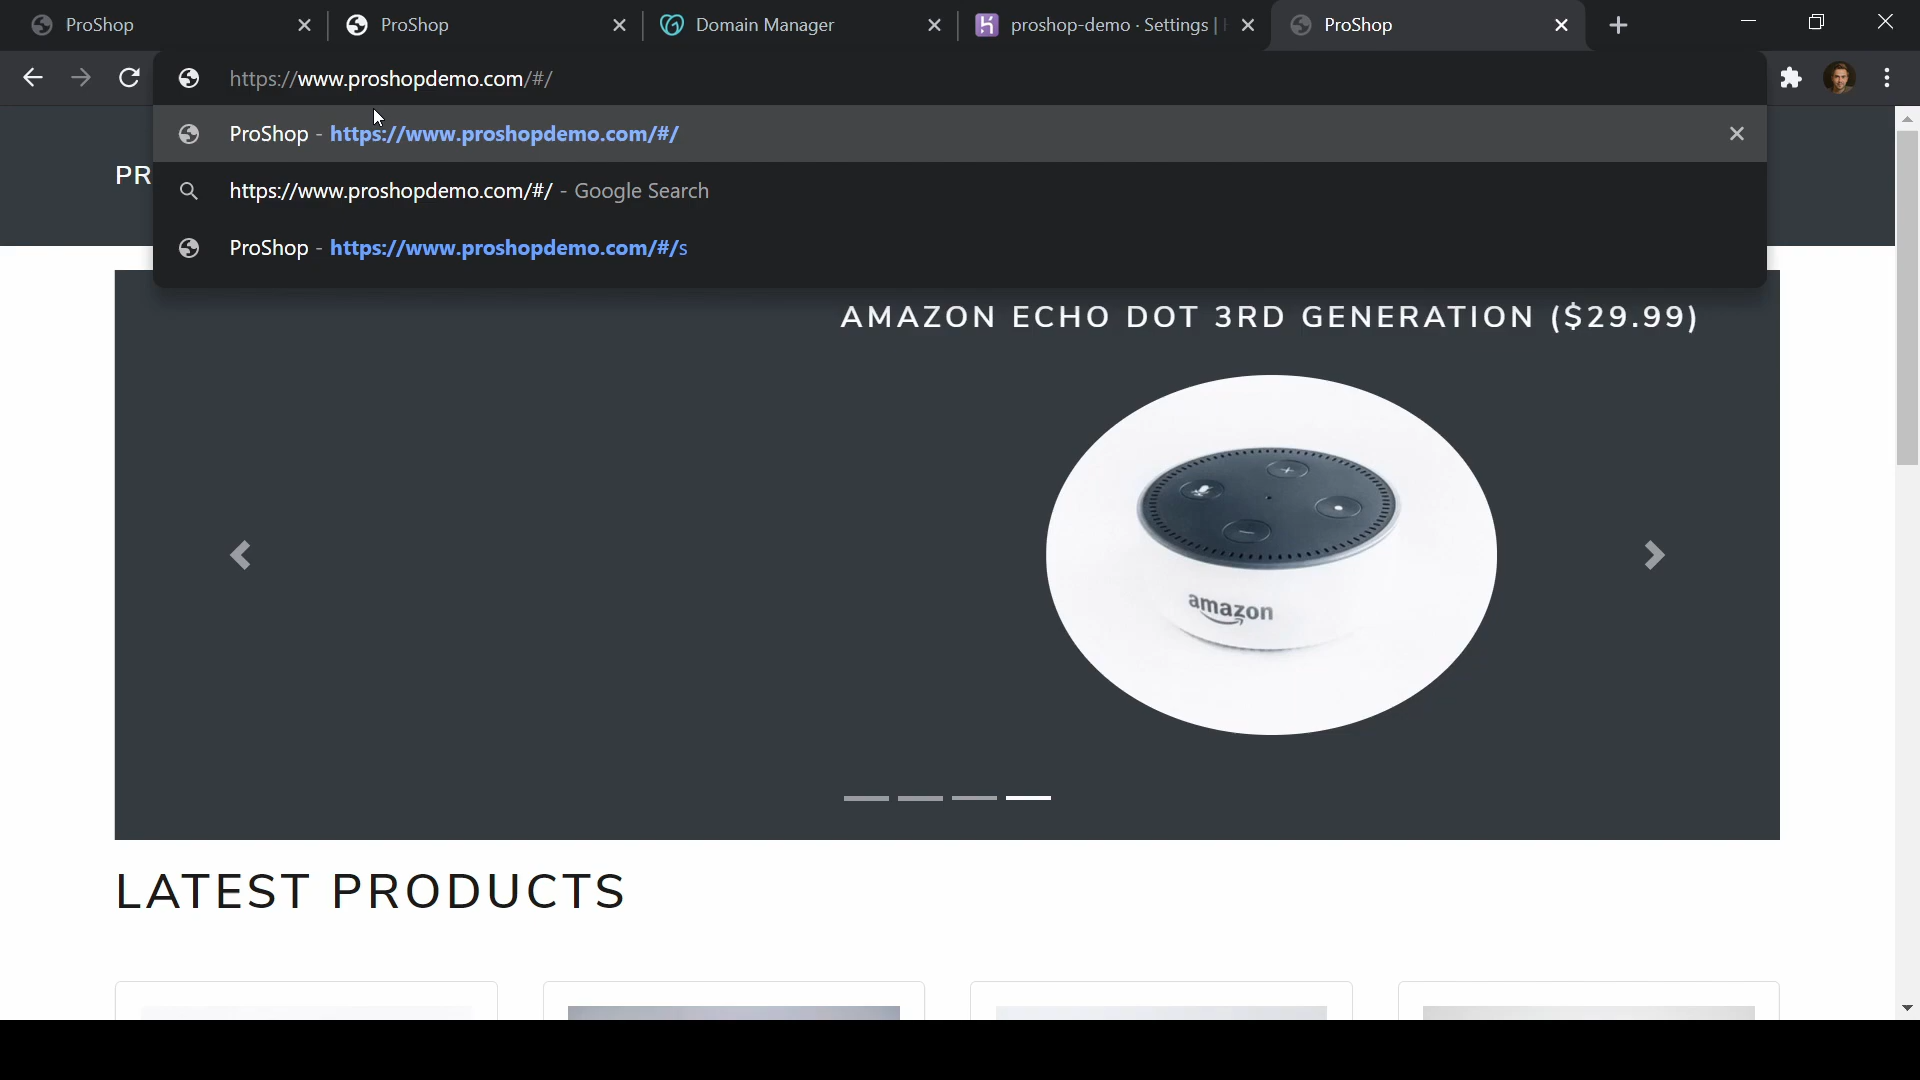 ProShop
ProShop
Domain Manager
proshop-demo · Settings |
ProShop
https://www.proshopdemo.com/#/
ProShop - https://www.proshopdemo.com/#/
https://www.proshopdemo.com/#/ - Google Search
ProShop - https://www.proshopdemo.com/#/s
PR
AMAZON ECHO DOT 3RD GENERATION ($29.99)
amazon
LATEST PRODUCTS